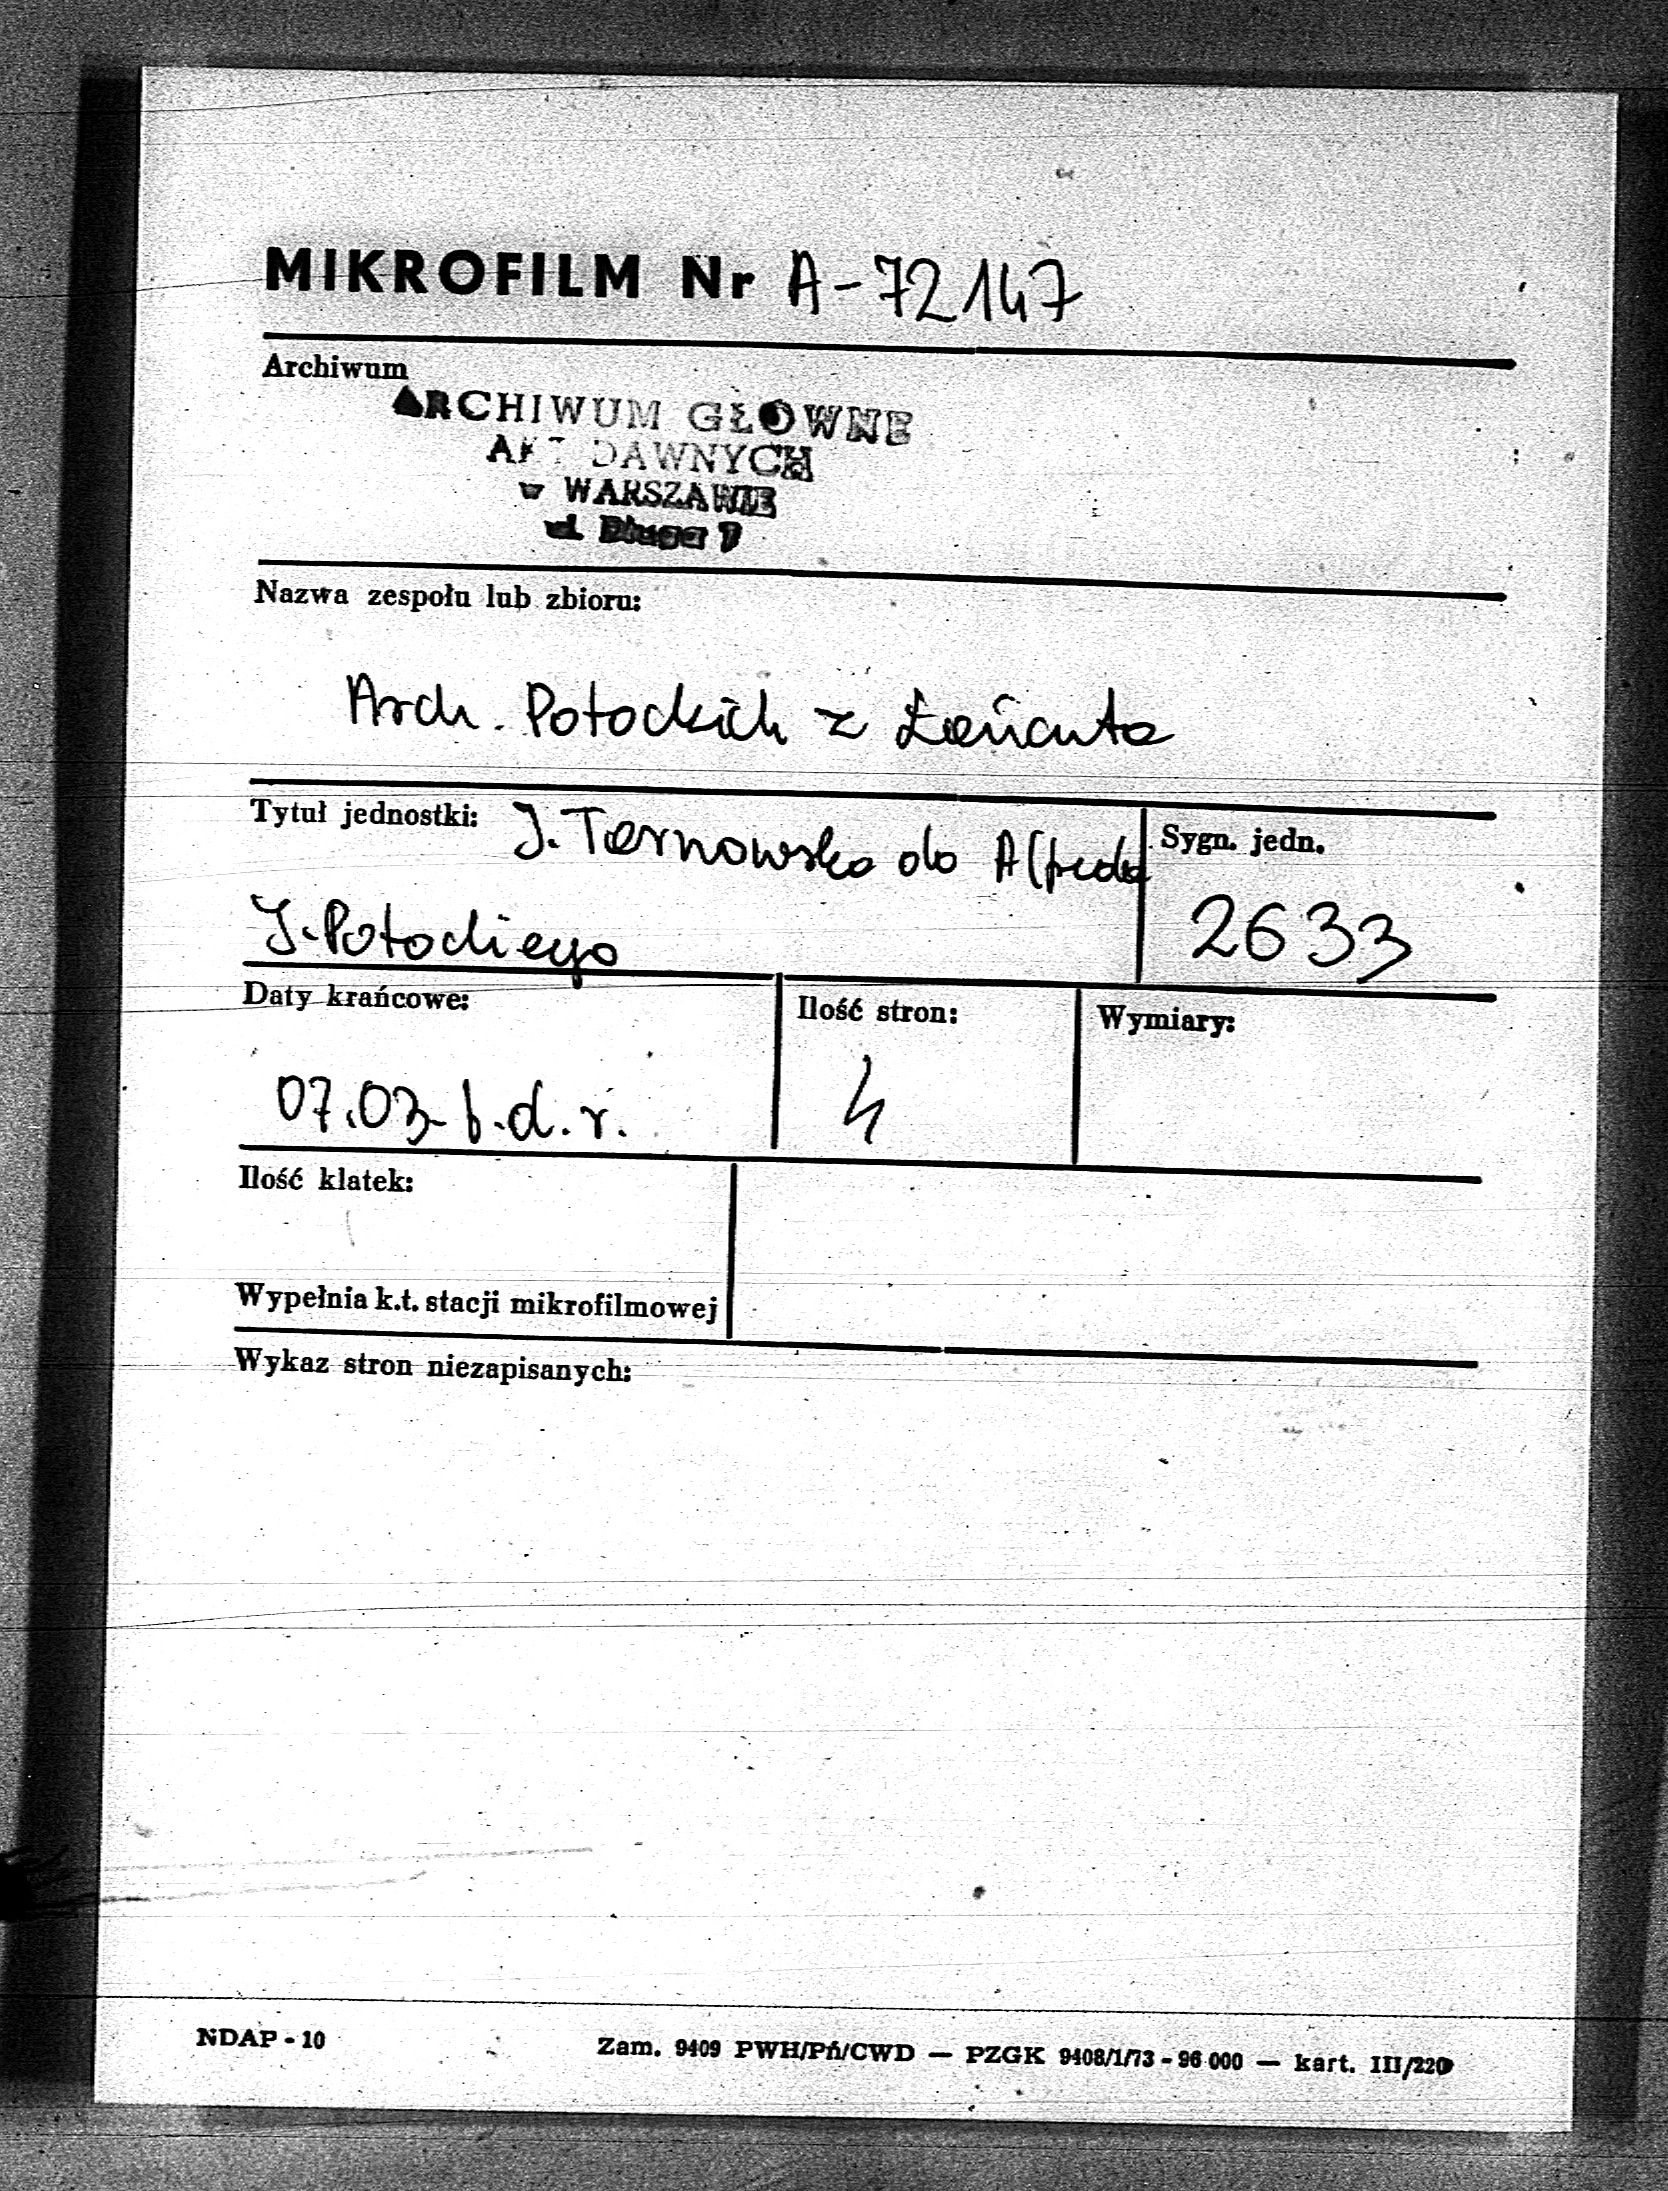 MIKROFILM Nr A-72147
Archiwum
ARCHIWUM GŁÓWNE
AKT DAWNYCH
w WARSZAWIE
ul. Długa 7
Nazwa zespołu lub zbioru:
Arch. Potockich z Łańcuta
Tytuł jednostki: J. Tarnowska do Alfreda
J. Potockiego
Sygn. jedn.
2633
Daty krańcowe:
07.03 b.d.r.
Ilość stron:
4
Wymiary:
Ilość klatek:
Wypełnia k.t. stacji mikrofilmowej
Wykaz stron niezapisanych:
NDAP - 10
Zam. 9409 PWH/Pń/CWD — PZGK 9408/1/73 - 96 000 — kart. III/220